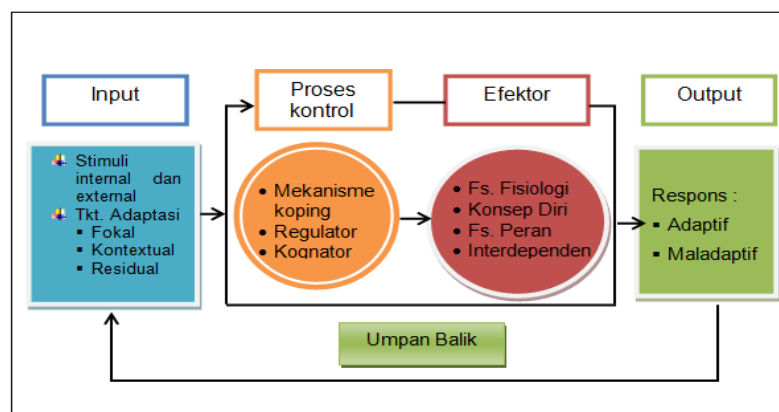 Input
Proses
kontrol
Efektor
Output
Stimuli
internal dan
external
Tkt. Adaptasi
▪ Fokal
▪ Kontextual
▪ Residual
• Mekanisme
koping
• Regulator
• Kognator
• Fs. Fisiologi
• Konsep Diri
• Fs. Peran
• Interdependen
Respons :
▪ Adaptif
▪ Maladaptif
Umpan Balik